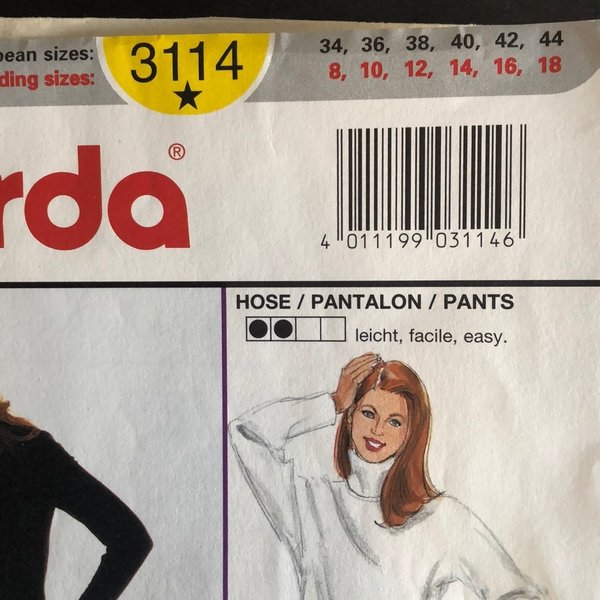 pean sizes: 3114 34, 36, 38, 40, 42, 44
ding sizes: 8, 10, 12, 14, 16, 18
rda®
4 011199 031146
HOSE / PANTALON / PANTS
leicht, facile, easy.